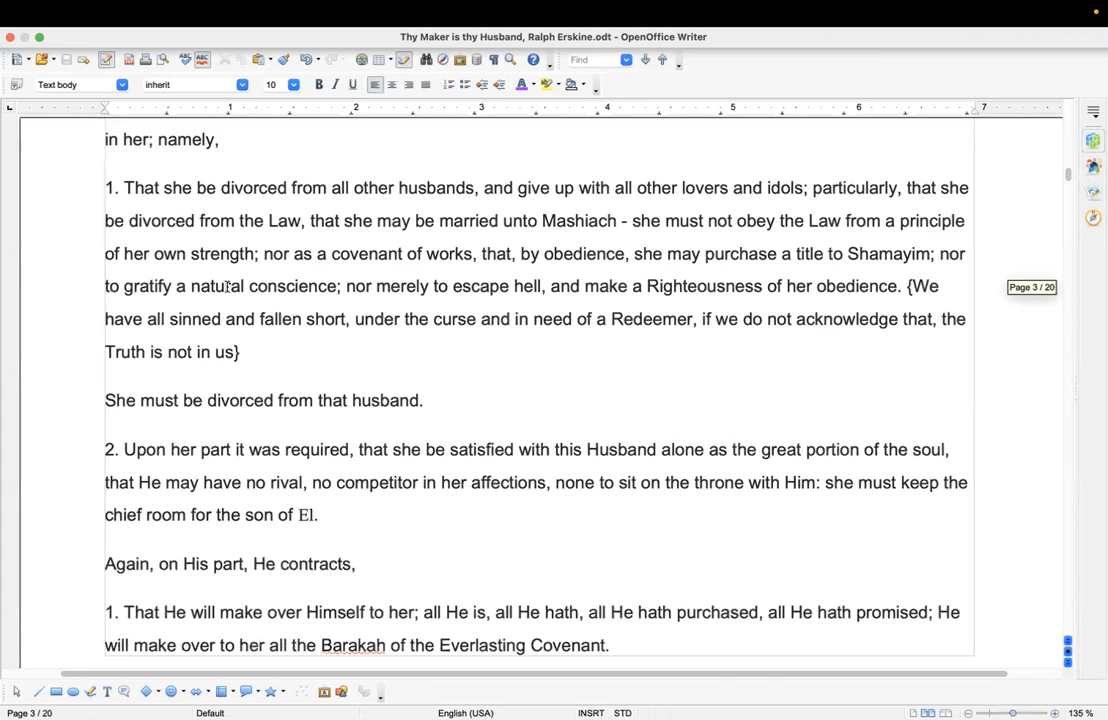 Thy Maker is thy Husband, Ralph Erskine.odt - OpenOffice Writer
Find
Text body inherit 10
1 2 3 4 5 6 7
in her; namely,
1. That she be divorced from all other husbands, and give up with all other lovers and idols; particularly, that she
be divorced from the Law, that she may be married unto Mashiach - she must not obey the Law from a principle
of her own strength; nor as a covenant of works, that, by obedience, she may purchase a title to Shamayim; nor
to gratify a natural conscience; nor merely to escape hell, and make a Righteousness of her obedience. {We
have all sinned and fallen short, under the curse and in need of a Redeemer, if we do not acknowledge that, the
Truth is not in us}
She must be divorced from that husband.
2. Upon her part it was required, that she be satisfied with this Husband alone as the great portion of the soul,
that He may have no rival, no competitor in her affections, none to sit on the throne with Him: she must keep the
chief room for the son of El.
Again, on His part, He contracts,
1. That He will make over Himself to her; all He is, all He hath, all He hath purchased, all He hath promised; He
will make over to her all the Barakah of the Everlasting Covenant.
Page 3 / 20
Page 3 / 20 Default English (USA) INSRT STD 135 %